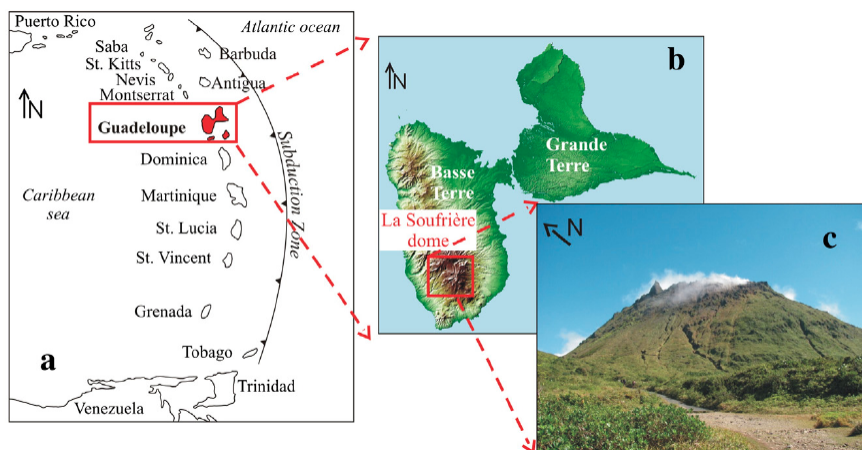 Puerto Rico
Atlantic ocean
Saba
Barbuda
St. Kitts
Nevis
Antigua
Montserrat
N
Guadeloupe
Subduction Zone
Dominica
Caribbean
sea
Martinique
St. Lucia
St. Vincent
Grenada
Tobago
a
Trinidad
Venezuela
b
N
Grande
Terre
Basse
Terre
La Soufrière
dome
N
c